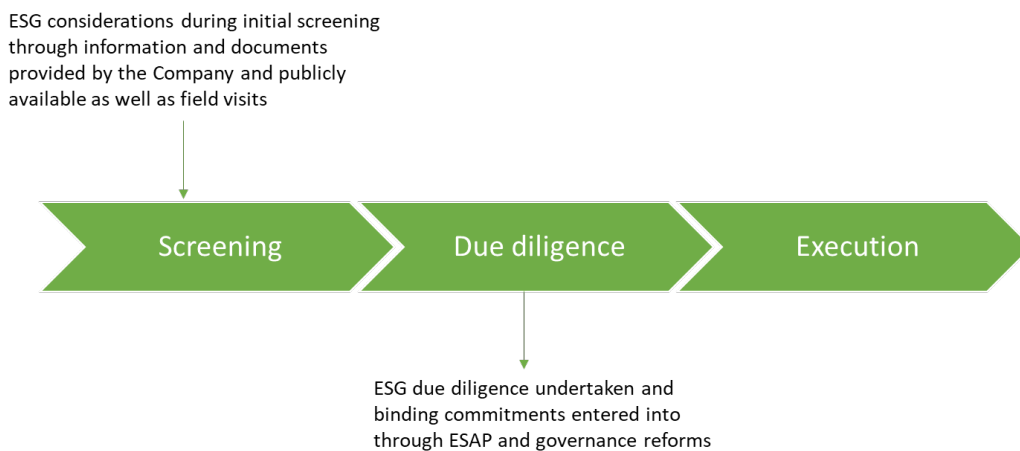 ESG considerations during initial screening
through information and documents
provided by the Company and publicly
available as well as field visits
Screening
Due diligence
Execution
ESG due diligence undertaken and
binding commitments entered into
through ESAP and governance reforms